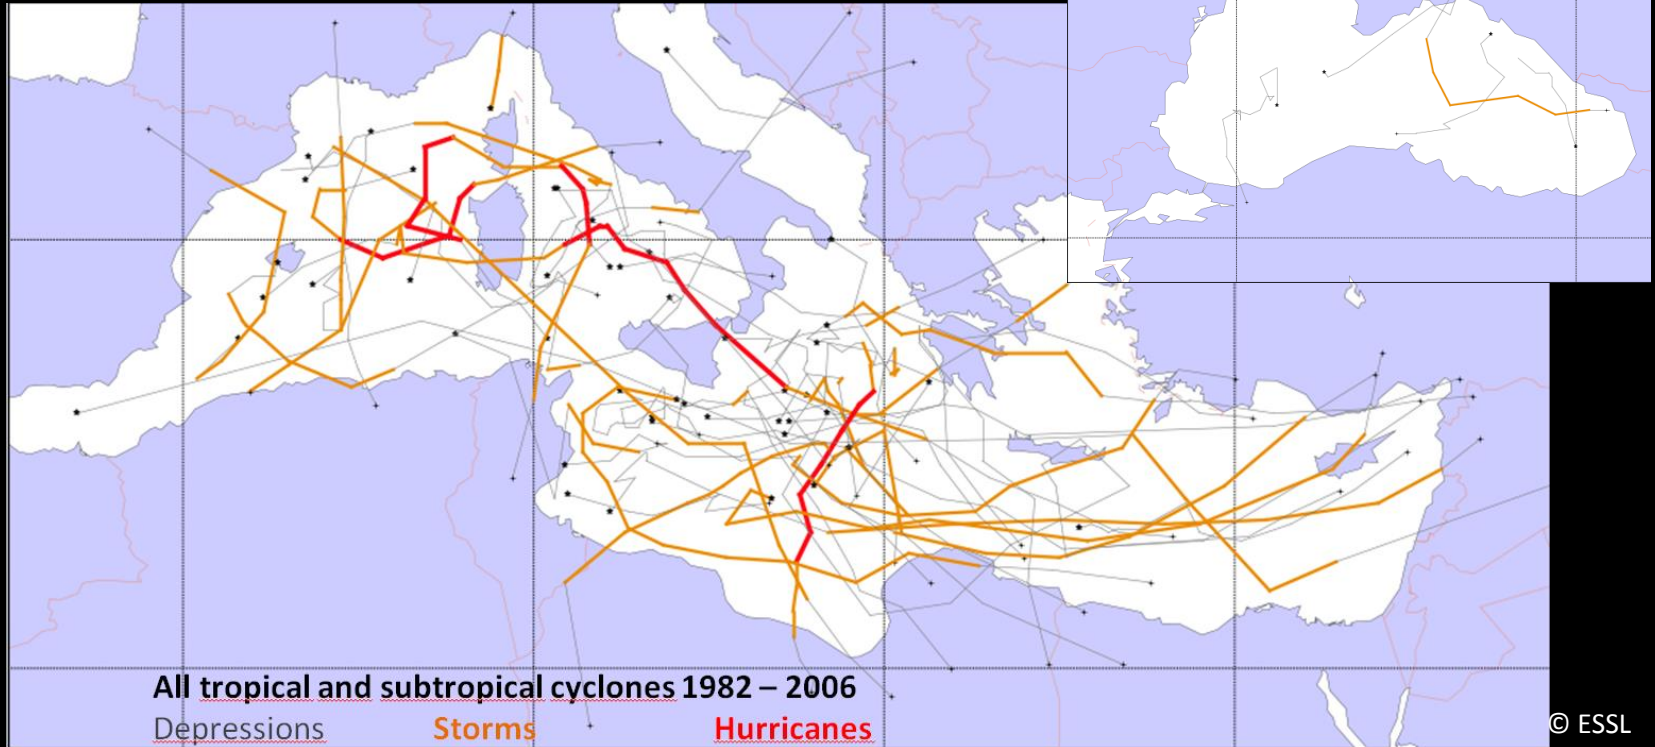 All tropical and subtropical cyclones 1982 – 2006
Depressions Storms Hurricanes
© ESSL